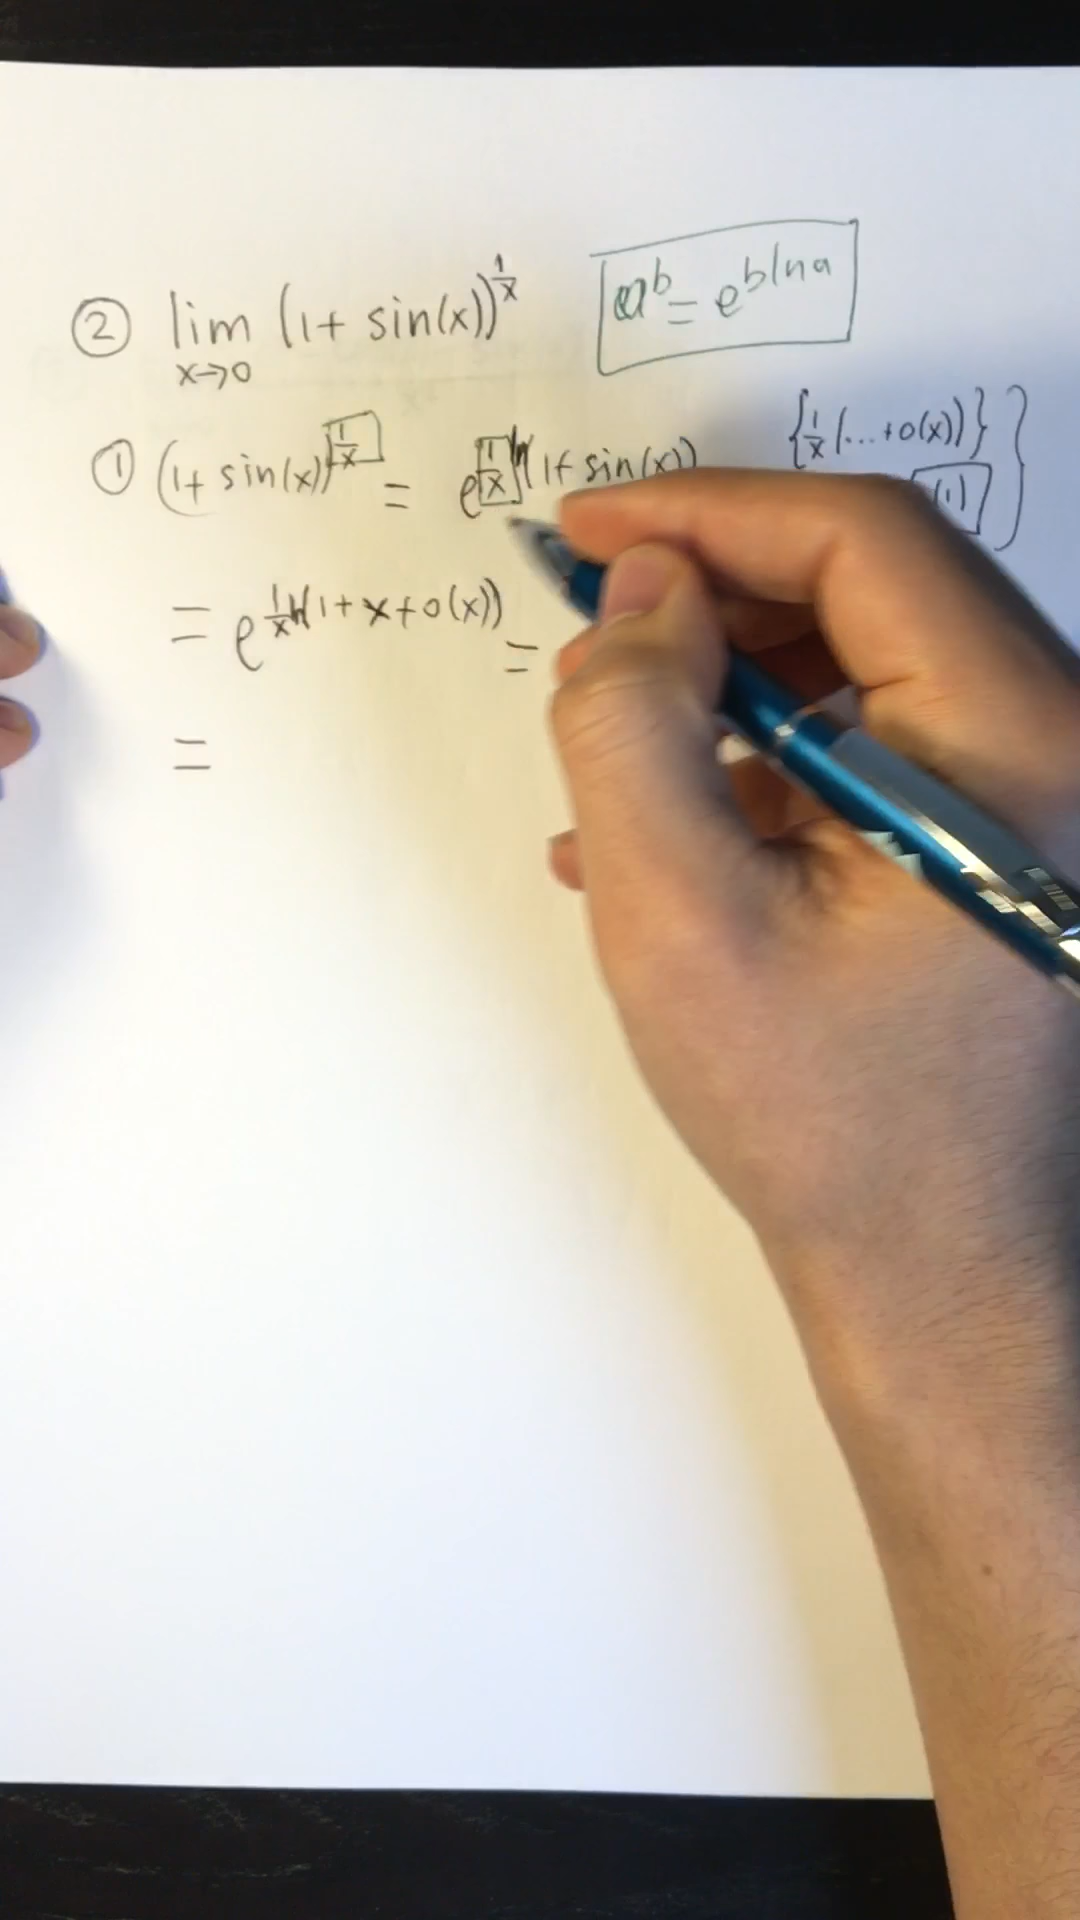 ② lim (1+ sin(x))^{1/x}
x→0
a^b = e^{b ln a}
① (1+ sin(x))^{1/x} = e^{1/x ln(1+ sin(x))}
{1/x (...+o(x))}
(1)
= e^{1/x ln(1+x+o(x))} =
=